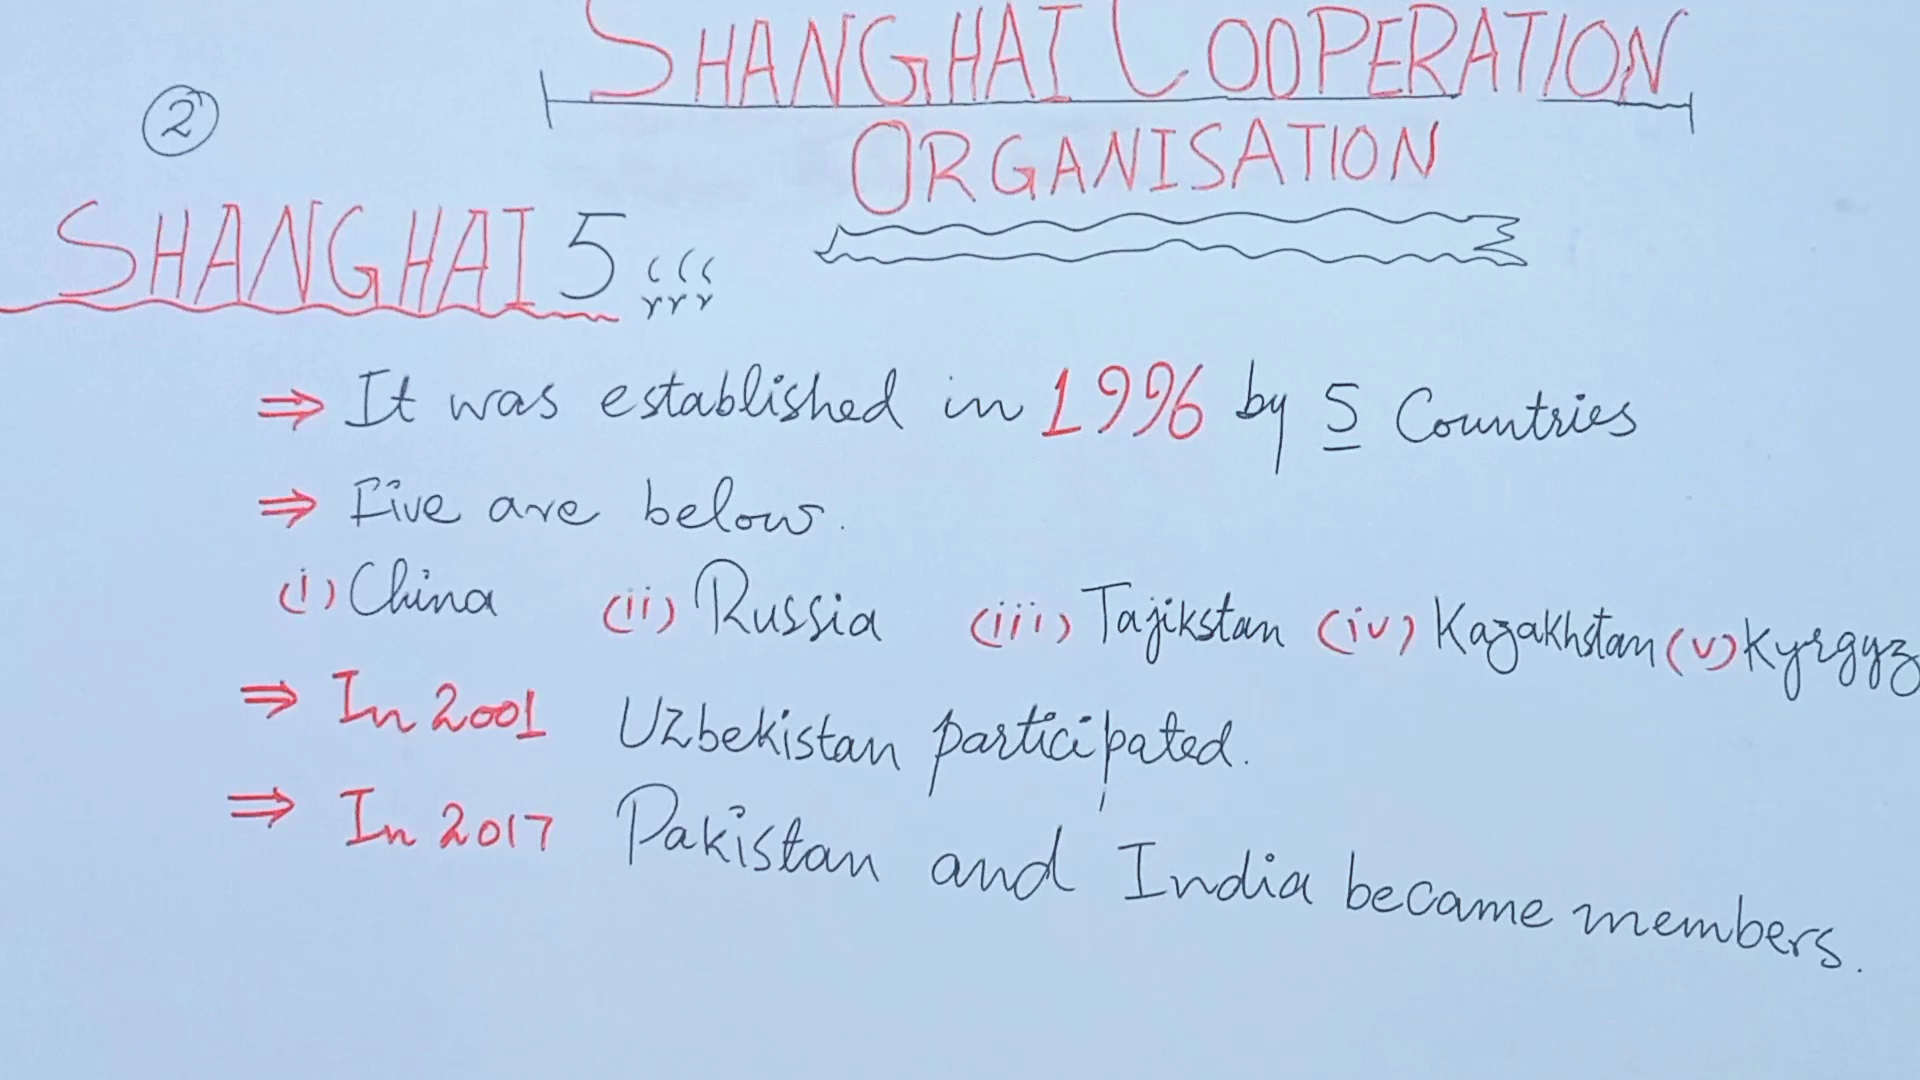 SHANGHAI COOPERATION
ORGANISATION
2
SHANGHAI 5
⇒ It was established in 1996 by 5 Countries
⇒ Five are below.
(i) China (ii) Russia (iii) Tajikstan (iv) Kazakhstan (v) Kyrgyz
⇒ In 2001 Uzbekistan participated.
⇒ In 2017 Pakistan and India became members.